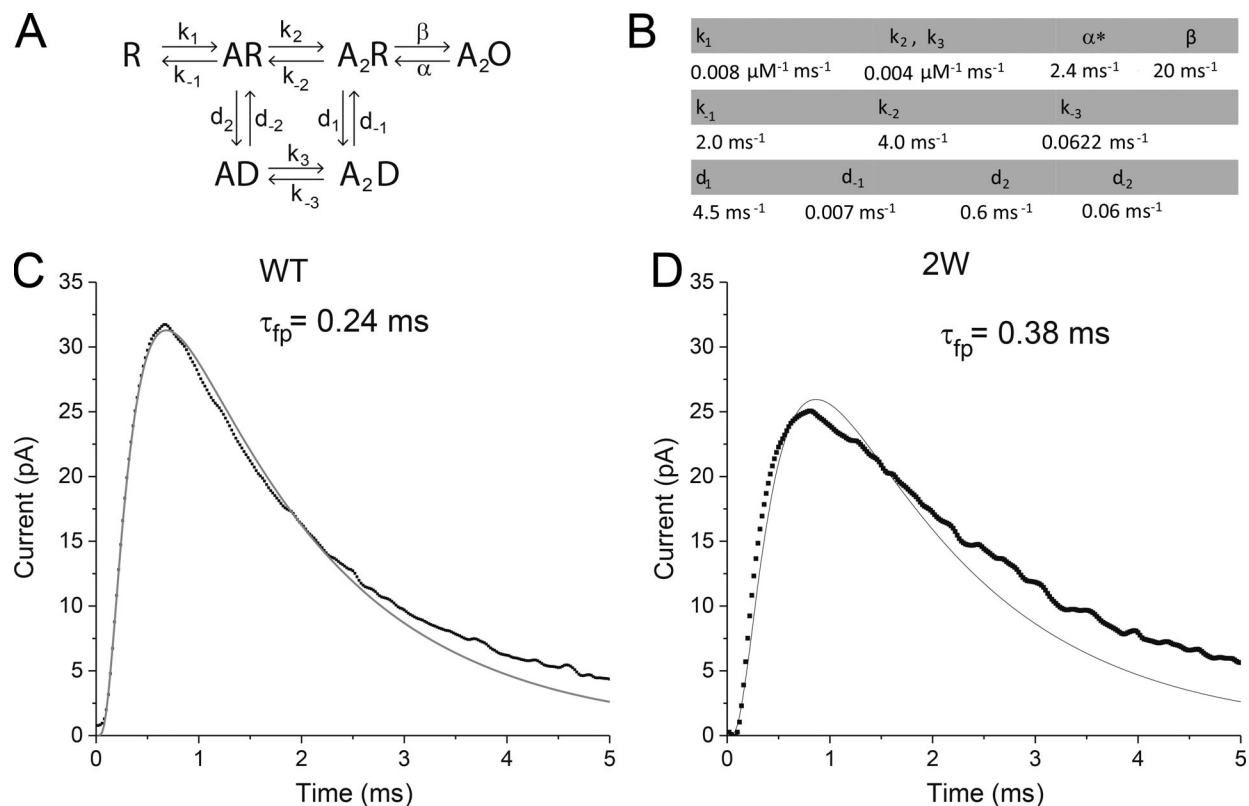 A
R k₁ k₋₁ AR k₂ k₋₂ A₂R β α A₂O
d₂ d₋₂ d₁ d₋₁
AD k₃ k₋₃ A₂D
B
k₁ k₂ , k₃ α* β
0.008 µM⁻¹ ms⁻¹ 0.004 µM⁻¹ ms⁻¹ 2.4 ms⁻¹ 20 ms⁻¹
k₋₁ k₋₂ k₋₃
2.0 ms⁻¹ 4.0 ms⁻¹ 0.0622 ms⁻¹
d₁ d₋₁ d₂ d₋₂
4.5 ms⁻¹ 0.007 ms⁻¹ 0.6 ms⁻¹ 0.06 ms⁻¹
C
WT
τfp= 0.24 ms
35
30
25
20
15
10
5
0
Current (pA)
0 1 2 3 4 5
Time (ms)
D
2W
τfp= 0.38 ms
35
30
25
20
15
10
5
0
Current (pA)
0 1 2 3 4 5
Time (ms)